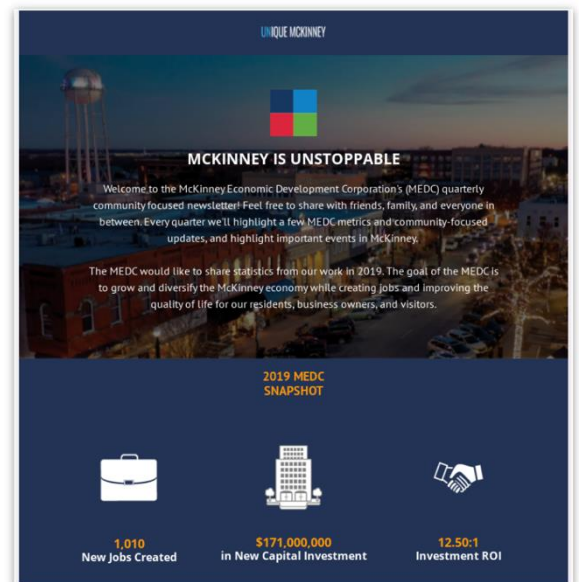 UNIQUE MCKINNEY
MCKINNEY IS UNSTOPPABLE
Welcome to the McKinney Economic Development Corporation's (MEDC) quarterly
community focused newsletter! Feel free to share with friends, family, and everyone in
between. Every quarter we'll highlight a few MEDC metrics and community-focused
updates, and highlight important events in McKinney.
The MEDC would like to share statistics from our work in 2019. The goal of the MEDC is
to grow and diversify the McKinney economy while creating jobs and improving the
quality of life for our residents, business owners, and visitors.
2019 MEDC
SNAPSHOT
1,010
New Jobs Created
$171,000,000
in New Capital Investment
12.50:1
Investment ROI